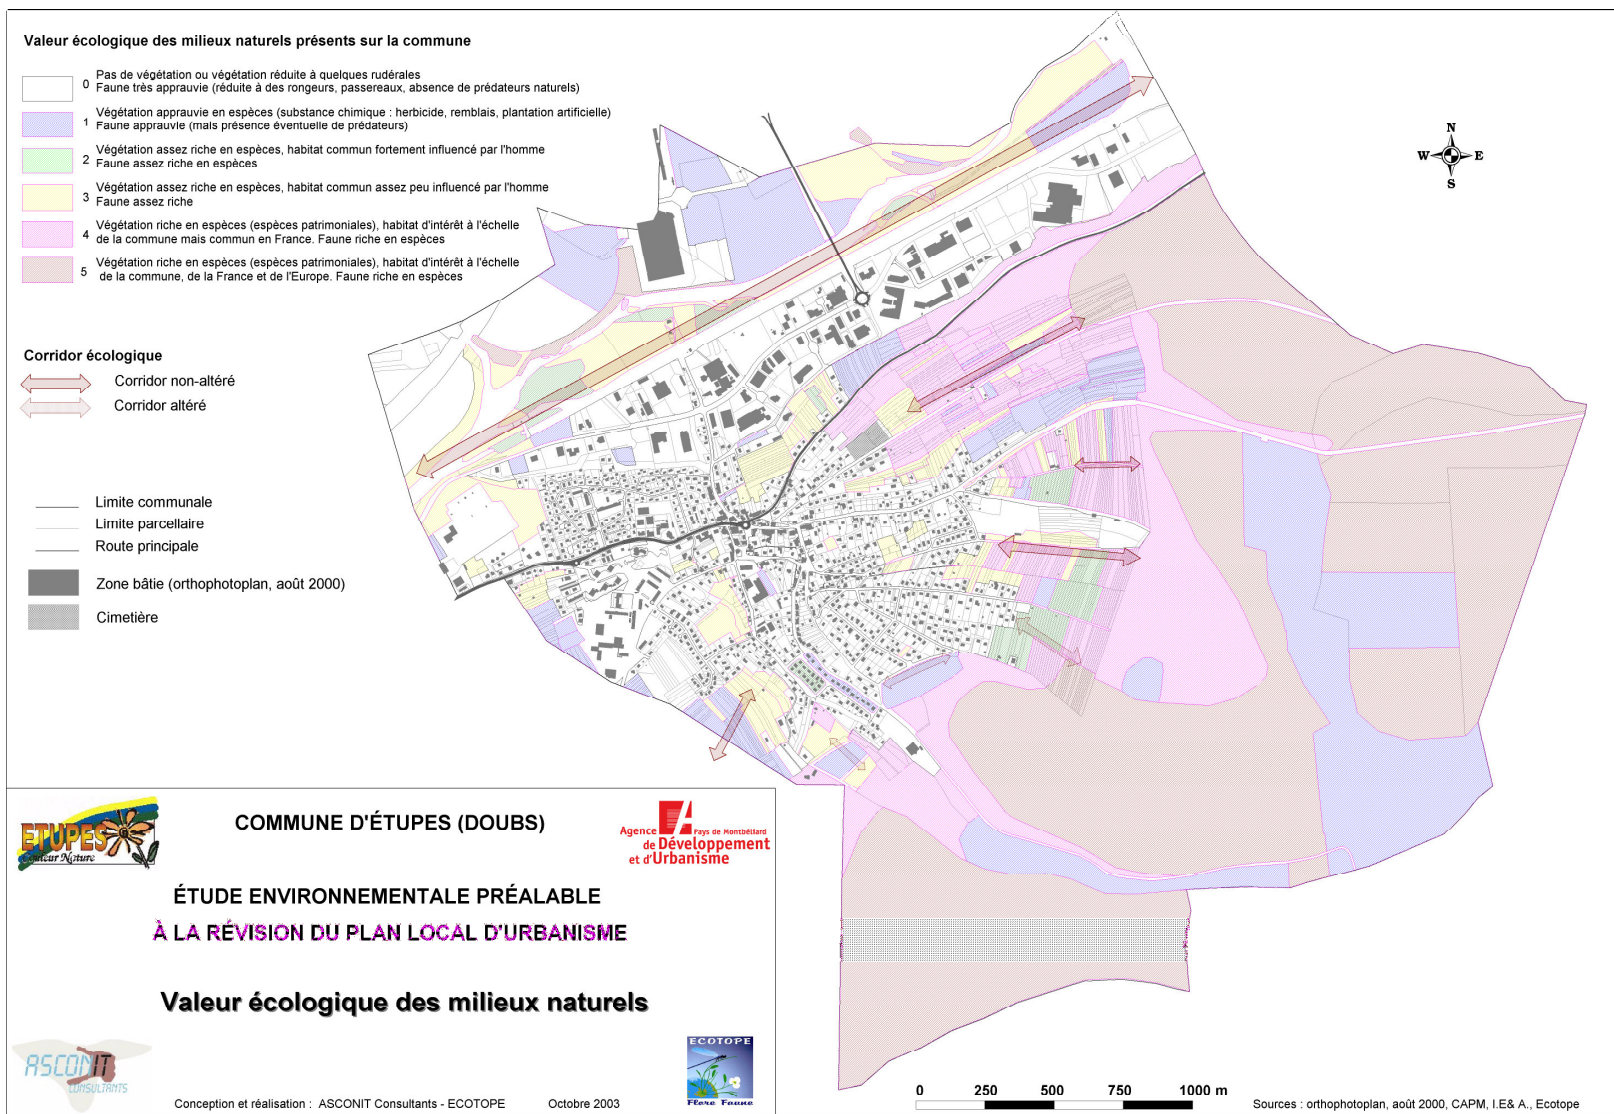 Valeur écologique des milieux naturels présents sur la commune
0 Pas de végétation ou végétation réduite à quelques rudérales
Faune très appraúvie (réduite à des rongeurs, passereaux, absence de prédateurs naturels)
1 Végétation appraúvie en espèces (substance chimique : herbicide, remblais, plantation artificielle)
Faune appraúvie (mais présence éventuelle de prédateurs)
2 Végétation assez riche en espèces, habitat commun fortement influencé par l'homme
Faune assez riche en espèces
3 Végétation assez riche en espèces, habitat commun assez peu influencé par l'homme
Faune assez riche
4 Végétation riche en espèces (espèces patrimoniales), habitat d'intérêt à l'échelle
de la commune mais commun en France. Faune riche en espèces
5 Végétation riche en espèces (espèces patrimoniales), habitat d'intérêt à l'échelle
de la commune, de la France et de l'Europe. Faune riche en espèces
Corridor écologique
Corridor non-altéré
Corridor altéré
Limite communale
Limite parcellaire
Route principale
Zone bâtie (orthophotoplan, août 2000)
Cimetière
N
W E
S
ETUPES
Couleur Nature
COMMUNE D'ÉTUPES (DOUBS)
Agence Pays de Montbéliard
de Développement
et d'Urbanisme
ÉTUDE ENVIRONNEMENTALE PRÉALABLE
À LA RÉVISION DU PLAN LOCAL D'URBANISME
Valeur écologique des milieux naturels
ASCONIT
CONSULTANTS
ECOTOPE
Flore Faune
Conception et réalisation : ASCONIT Consultants - ECOTOPE Octobre 2003
0 250 500 750 1000 m
Sources : orthophotoplan, août 2000, CAPM, I.E& A., Ecotope